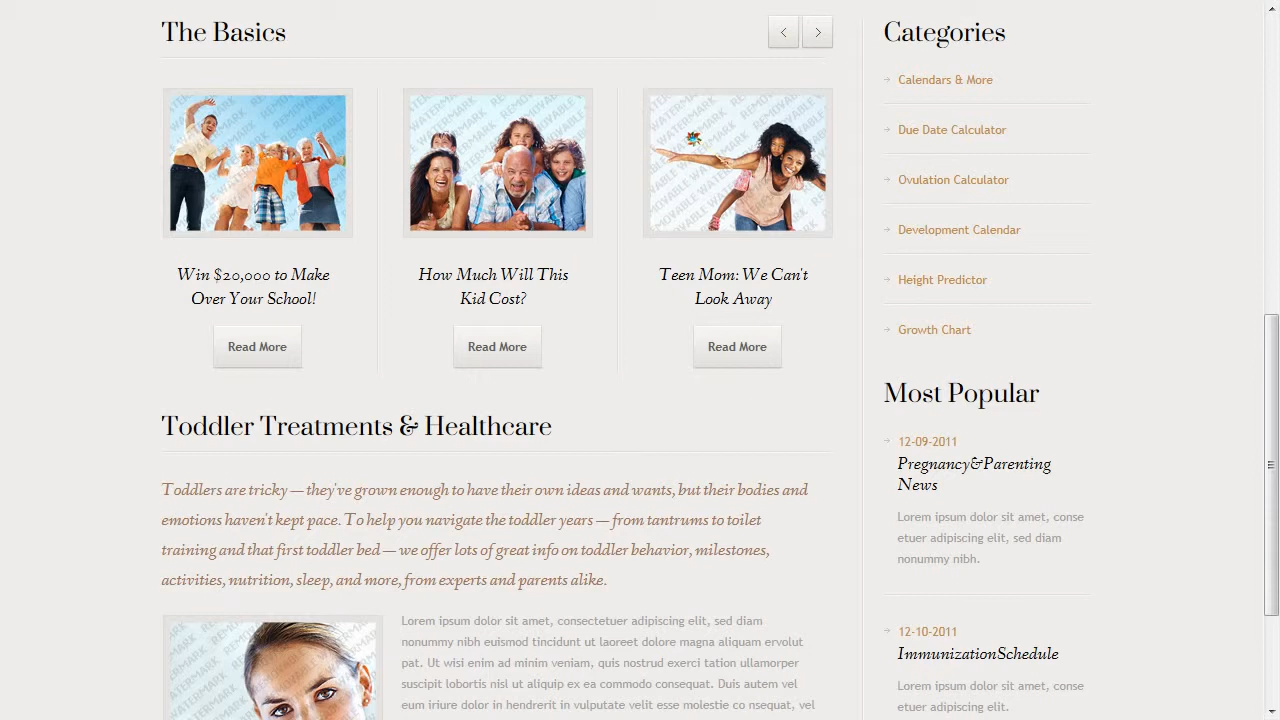 The Basics
Win $20,000 to Make
Over Your School!
Read More
How Much Will This
Kid Cost?
Read More
Teen Mom: We Can't
Look Away
Read More
Toddler Treatments & Healthcare
Toddlers are tricky — they've grown enough to have their own ideas and wants, but their bodies and
emotions haven't kept pace. To help you navigate the toddler years — from tantrums to toilet
training and that first toddler bed — we offer lots of great info on toddler behavior, milestones,
activities, nutrition, sleep, and more, from experts and parents alike.
Lorem ipsum dolor sit amet, consectetuer adipiscing elit, sed diam
nonummy nibh euismod tincidunt ut laoreet dolore magna aliquam ervolut
pat. Ut wisi enim ad minim veniam, quis nostrud exerci tation ullamorper
suscipit lobortis nisl ut aliquip ex ea commodo consequat. Duis autem vel
eum iriure dolor in hendrerit in vulputate velit esse molestie co nsequat, vel
Categories
Calendars & More
Due Date Calculator
Ovulation Calculator
Development Calendar
Height Predictor
Growth Chart
Most Popular
12-09-2011
Pregnancy&Parenting
News
Lorem ipsum dolor sit amet, conse
etuer adipiscing elit, sed diam
nonummy nibh.
12-10-2011
ImmunizationSchedule
Lorem ipsum dolor sit amet, conse
etuer adipiscing elit.